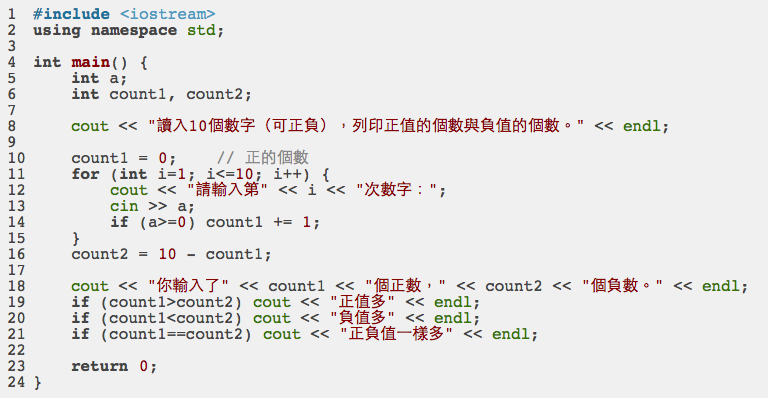 1 #include <iostream>
2 using namespace std;
3
4 int main() {
5     int a;
6     int count1, count2;
7
8     cout << "讀入10個數字（可正負），列印正值的個數與負值的個數。" << endl;
9
10     count1 = 0;    // 正的個數
11     for (int i=1; i<=10; i++) {
12         cout << "請輸入第" << i << "次數字：";
13         cin >> a;
14         if (a>=0) count1 += 1;
15     }
16     count2 = 10 - count1;
17
18     cout << "你輸入了" << count1 << "個正數，" << count2 << "個負數。" << endl;
19     if (count1>count2) cout << "正值多" << endl;
20     if (count1<count2) cout << "負值多" << endl;
21     if (count1==count2) cout << "正負值一樣多" << endl;
22
23     return 0;
24 }